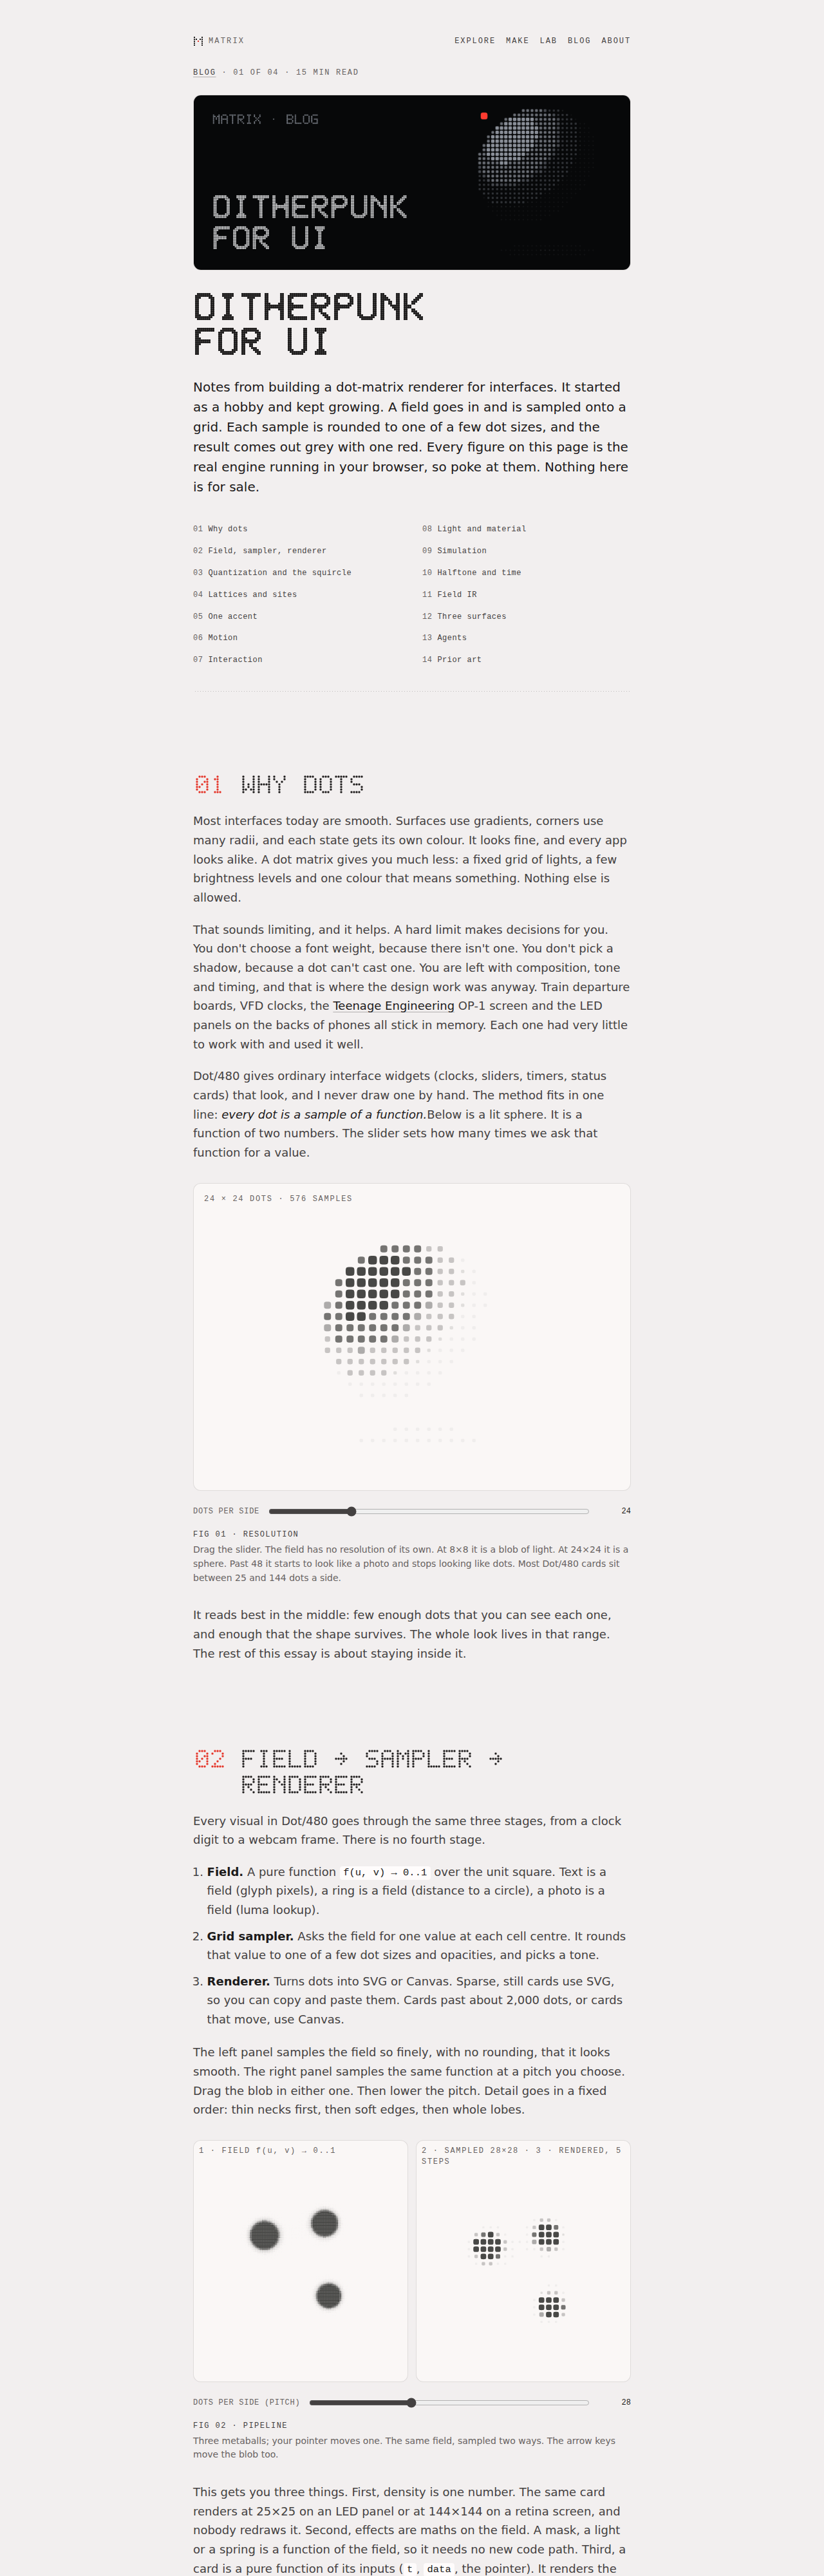 MATRIX
EXPLORE MAKE LAB BLOG ABOUT
BLOG · 01 OF 04 · 15 MIN READ
MATRIX · BLOG
DITHERPUNK
FOR UI
DITHERPUNK
FOR UI
Notes from building a dot-matrix renderer for interfaces. It started
as a hobby and kept growing. A field goes in and is sampled onto a
grid. Each sample is rounded to one of a few dot sizes, and the
result comes out grey with one red. Every figure on this page is the
real engine running in your browser, so poke at them. Nothing here
is for sale.
01 Why dots
02 Field, sampler, renderer
03 Quantization and the squircle
04 Lattices and sites
05 One accent
06 Motion
07 Interaction
08 Light and material
09 Simulation
10 Halftone and time
11 Field IR
12 Three surfaces
13 Agents
14 Prior art
01 WHY DOTS
Most interfaces today are smooth. Surfaces use gradients, corners use
many radii, and each state gets its own colour. It looks fine, and every app
looks alike. A dot matrix gives you much less: a fixed grid of lights, a few
brightness levels and one colour that means something. Nothing else is
allowed.
That sounds limiting, and it helps. A hard limit makes decisions for you.
You don't choose a font weight, because there isn't one. You don't pick a
shadow, because a dot can't cast one. You are left with composition, tone
and timing, and that is where the design work was anyway. Train departure
boards, VFD clocks, the Teenage Engineering OP-1 screen and the LED
panels on the backs of phones all stick in memory. Each one had very little
to work with and used it well.
Dot/480 gives ordinary interface widgets (clocks, sliders, timers, status
cards) that look, and I never draw one by hand. The method fits in one
line: every dot is a sample of a function.Below is a lit sphere. It is a
function of two numbers. The slider sets how many times we ask that
function for a value.
24 × 24 DOTS · 576 SAMPLES
DOTS PER SIDE 24
FIG 01 · RESOLUTION
Drag the slider. The field has no resolution of its own. At 8×8 it is a blob of light. At 24×24 it is a
sphere. Past 48 it starts to look like a photo and stops looking like dots. Most Dot/480 cards sit
between 25 and 144 dots a side.
It reads best in the middle: few enough dots that you can see each one,
and enough that the shape survives. The whole look lives in that range.
The rest of this essay is about staying inside it.
02 FIELD → SAMPLER →
RENDERER
Every visual in Dot/480 goes through the same three stages, from a clock
digit to a webcam frame. There is no fourth stage.
1. Field. A pure function f(u, v) → 0..1 over the unit square. Text is a
field (glyph pixels), a ring is a field (distance to a circle), a photo is a
field (luma lookup).
2. Grid sampler. Asks the field for one value at each cell centre. It rounds
that value to one of a few dot sizes and opacities, and picks a tone.
3. Renderer. Turns dots into SVG or Canvas. Sparse, still cards use SVG,
so you can copy and paste them. Cards past about 2,000 dots, or cards
that move, use Canvas.
The left panel samples the field so finely, with no rounding, that it looks
smooth. The right panel samples the same function at a pitch you choose.
Drag the blob in either one. Then lower the pitch. Detail goes in a fixed
order: thin necks first, then soft edges, then whole lobes.
1 · FIELD f(u, v) → 0..1
2 · SAMPLED 28×28 · 3 · RENDERED, 5
STEPS
DOTS PER SIDE (PITCH) 28
FIG 02 · PIPELINE
Three metaballs; your pointer moves one. The same field, sampled two ways. The arrow keys
move the blob too.
This gets you three things. First, density is one number. The same card
renders at 25×25 on an LED panel or at 144×144 on a retina screen, and
nobody redraws it. Second, effects are maths on the field. A mask, a light
or a spring is a function of the field, so it needs no new code path. Third, a
card is a pure function of its inputs ( t , data , the pointer). It renders the